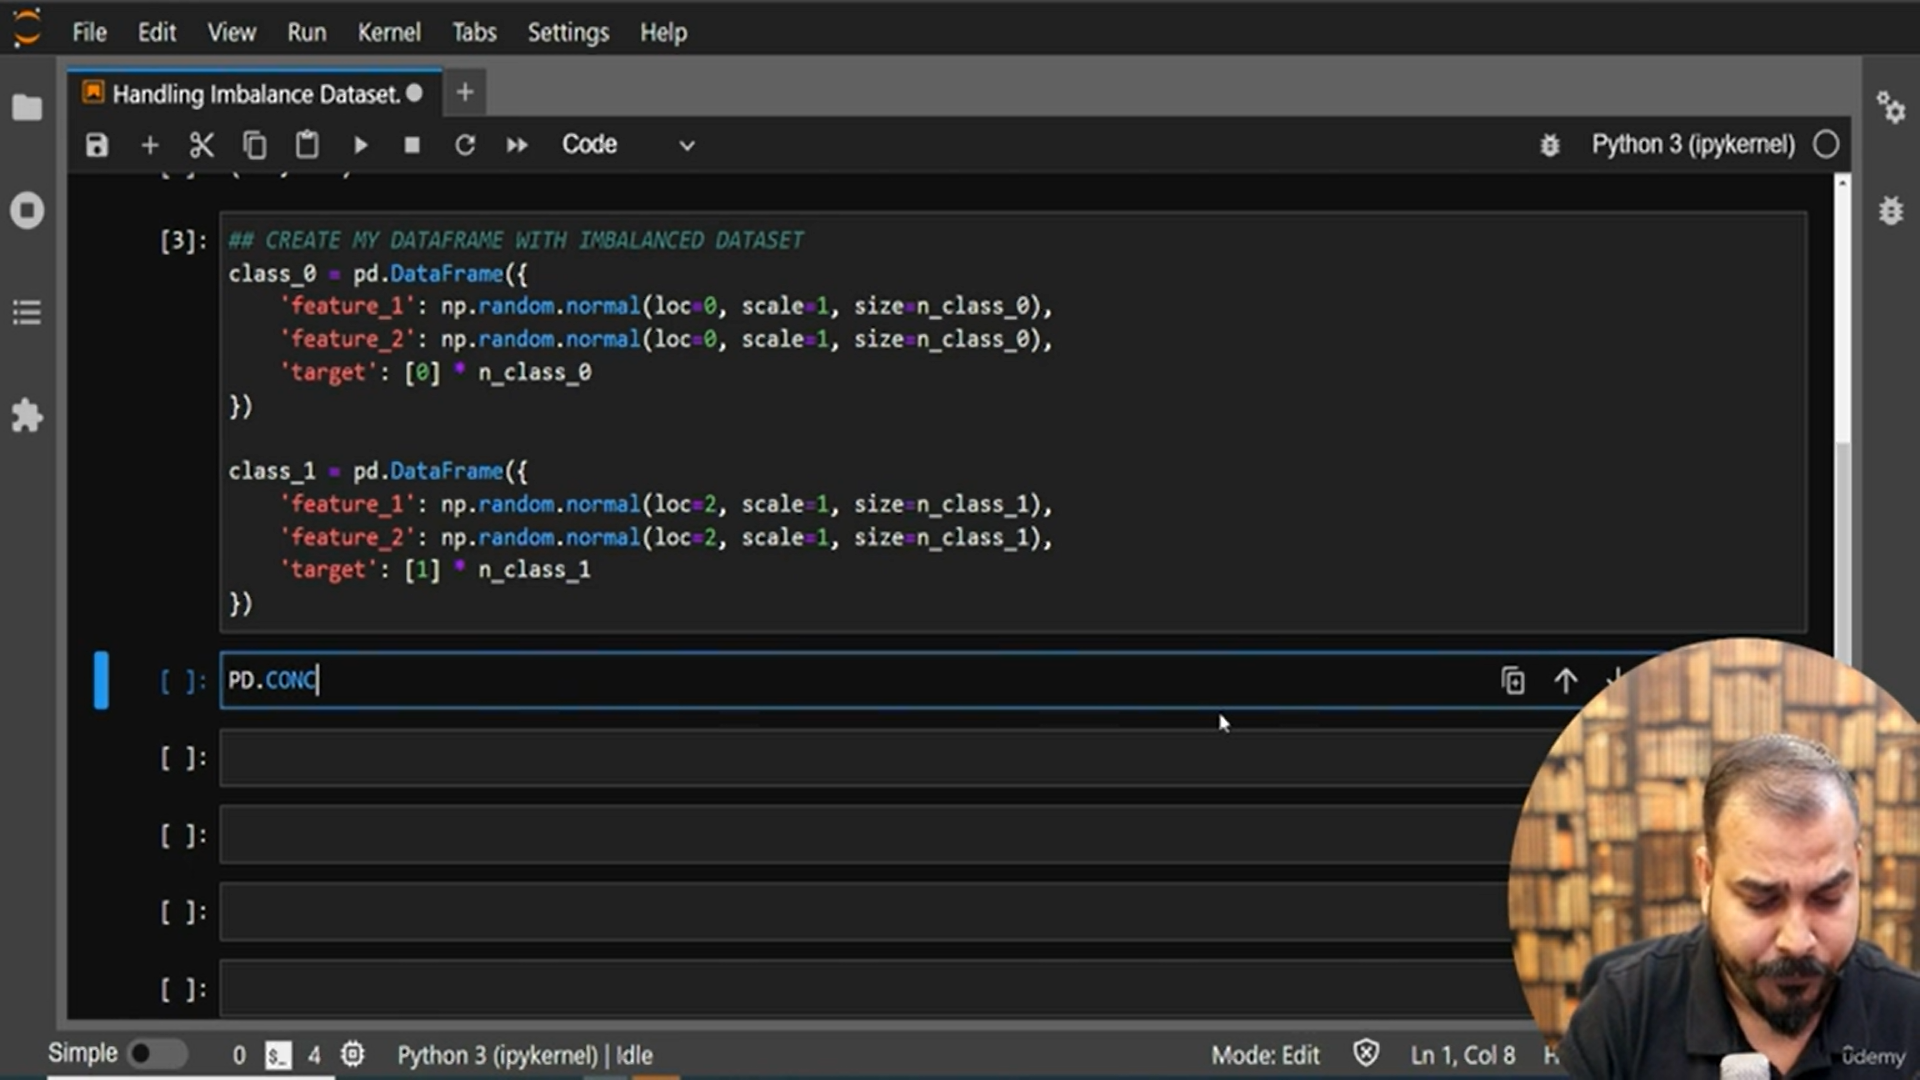 File Edit View Run Kernel Tabs Settings Help
Handling Imbalance Dataset.
Code
Python 3 (ipykernel)
[3]:
## CREATE MY DATAFRAME WITH IMBALANCED DATASET
class_0 = pd.DataFrame({
'feature_1': np.random.normal(loc=0, scale=1, size=n_class_0),
'feature_2': np.random.normal(loc=0, scale=1, size=n_class_0),
'target': [0] * n_class_0
})
class_1 = pd.DataFrame({
'feature_1': np.random.normal(loc=2, scale=1, size=n_class_1),
'feature_2': np.random.normal(loc=2, scale=1, size=n_class_1),
'target': [1] * n_class_1
})
[ ]: PD.CONC
[ ]:
[ ]:
[ ]:
[ ]:
Simple 0 $_ 4 Python 3 (ipykernel) | Idle Mode: Edit Ln 1, Col 8
ûdemy